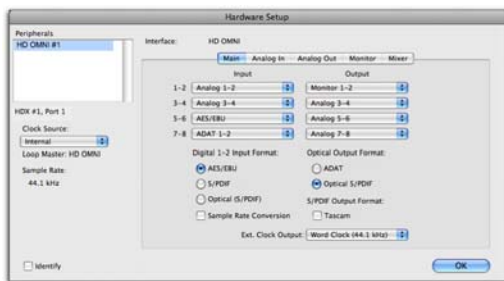 Hardware Setup
Peripherals
HD OMNI #1
HDX #1, Port 1
Clock Source:
Internal
Loop Master: HD OMNI
Sample Rate:
44.1 kHz
Identify
Interface: HD OMNI
Main Analog In Analog Out Monitor Mixer
Input Output
1-2 Analog 1-2 Monitor 1-2
3-4 Analog 3-4 Analog 3-4
5-6 AES/EBU Analog 5-6
7-8 ADAT 1-2 Analog 7-8
Digital 1-2 Input Format: Optical Output Format:
AES/EBU ADAT
S/PDIF Optical S/PDIF
Optical (S/PDIF) S/PDIF Output Format:
Sample Rate Conversion Tascam
Ext. Clock Output: Word Clock (44.1 kHz)
OK